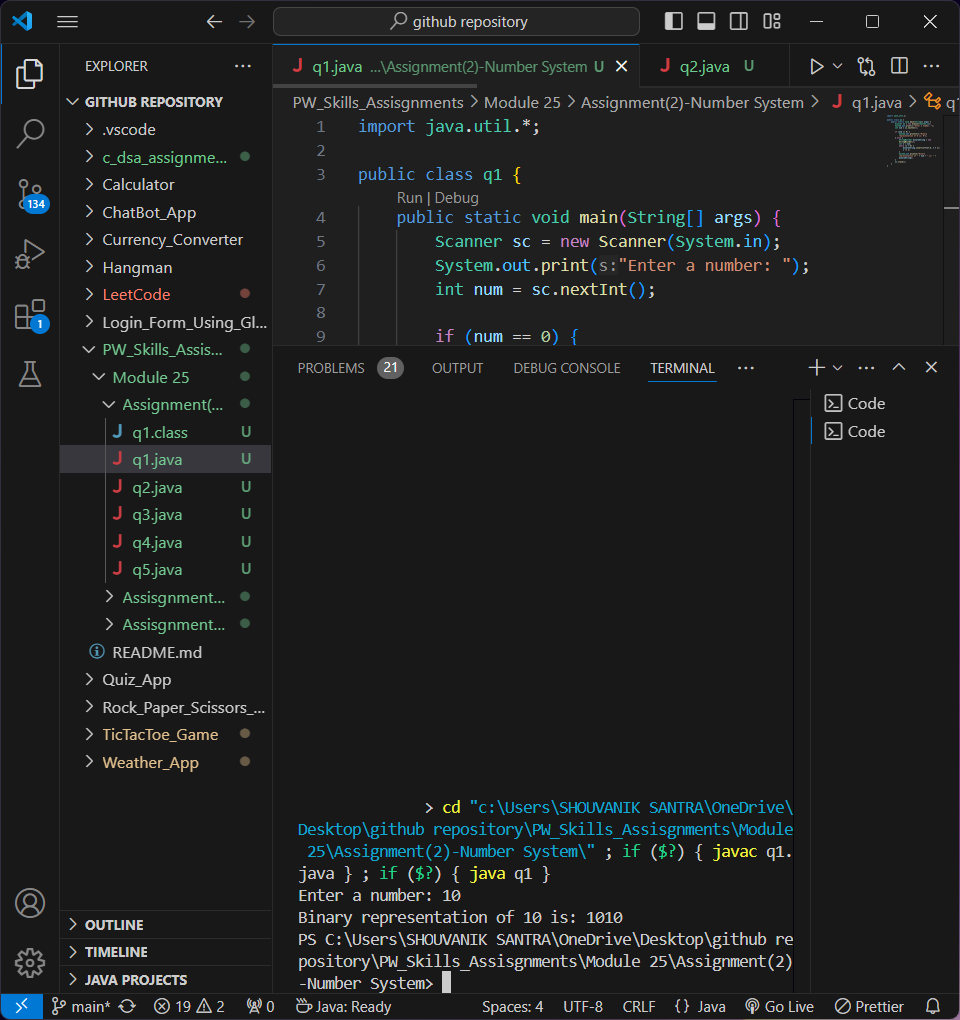 github repository
EXPLORER
GITHUB REPOSITORY
.vscode
c_dsa_assignme...
Calculator
ChatBot_App
Currency_Converter
Hangman
LeetCode
Login_Form_Using_Gl...
PW_Skills_Assis...
Module 25
Assignment(...
q1.class U
q1.java U
q2.java U
q3.java U
q4.java U
q5.java U
Assisgnment...
Assisgnment...
README.md
Quiz_App
Rock_Paper_Scissors_...
TicTacToe_Game
Weather_App
OUTLINE
TIMELINE
JAVA PROJECTS
134
1
q1.java ...\Assignment(2)-Number System U
q2.java U
PW_Skills_Assisgnments > Module 25 > Assignment(2)-Number System > q1.java > q1
1 import java.util.*;
2
3 public class q1 {
Run | Debug
4 public static void main(String[] args) {
5 Scanner sc = new Scanner(System.in);
6 System.out.print(s:"Enter a number: ");
7 int num = sc.nextInt();
8
9 if (num == 0) {
PROBLEMS 21 OUTPUT DEBUG CONSOLE TERMINAL
Code
Code
> cd "c:\Users\SHOUVANIK SANTRA\OneDrive\
Desktop\github repository\PW_Skills_Assisgnments\Module
25\Assignment(2)-Number System\" ; if ($?) { javac q1.
java } ; if ($?) { java q1 }
Enter a number: 10
Binary representation of 10 is: 1010
PS C:\Users\SHOUVANIK SANTRA\OneDrive\Desktop\github re
pository\PW_Skills_Assisgnments\Module 25\Assignment(2)
-Number System>
main* 19 2 0 Java: Ready Spaces: 4 UTF-8 CRLF {} Java Go Live Prettier